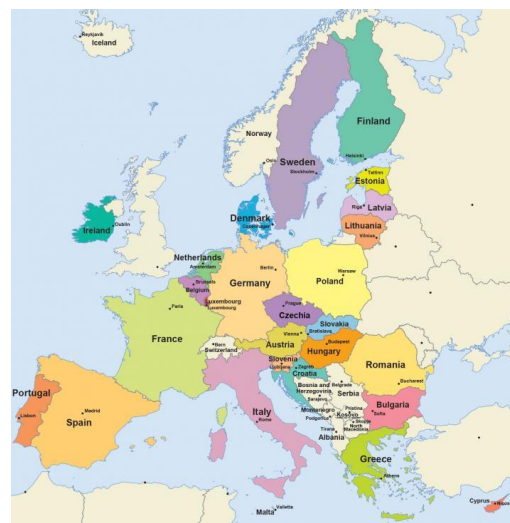 Reykjavik
Iceland
Finland
Norway
Oslo
Helsinki
Sweden
Stockholm
Tallinn
Estonia
Riga
Latvia
Lithuania
Vilnius
Denmark
Copenhagen
Dublin
Ireland
Netherlands
Amsterdam
Berlin
Germany
Warsaw
Poland
Brussels
Belgium
Luxembourg
Luxembourg
Prague
Czechia
Paris
France
Slovakia
Bratislava
Vienna
Austria
Budapest
Hungary
Bern
Switzerland
Slovenia
Ljubljana
Zagreb
Croatia
Romania
Bucharest
Bosnia and
Herzegovina
Sarajevo
Belgrade
Serbia
Montenegro
Podgorica
Pristina
Kosovo
Bulgaria
Sofia
Skopje
North
Macedonia
Tirana
Albania
Italy
Rome
Portugal
Lisbon
Madrid
Spain
Greece
Athens
Malta
Valletta
Cyprus
Nicosia